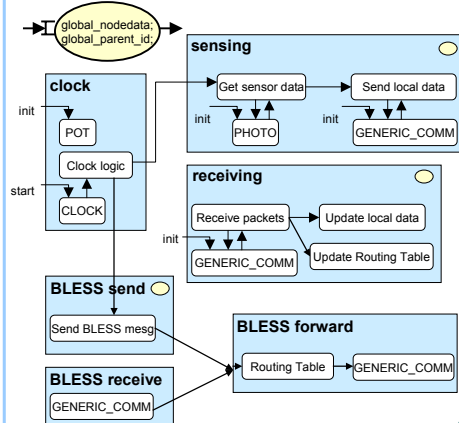 global_nodedata;
global_parent_id;
sensing
Get sensor data
Send local data
init
PHOTO
init
GENERIC_COMM
clock
init
POT
Clock logic
start
CLOCK
receiving
Receive packets
Update local data
init
GENERIC_COMM
Update Routing Table
BLESS send
Send BLESS mesg
BLESS forward
Routing Table
GENERIC_COMM
BLESS receive
GENERIC_COMM